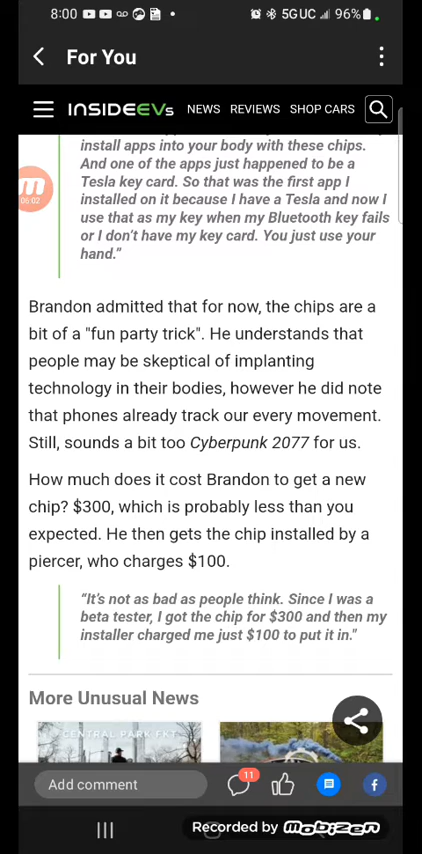 8:00
5GUC 96%
For You
INSIDEEVs NEWS REVIEWS SHOP CARS
install apps into your body with these chips.
And one of the apps just happened to be a
Tesla key card. So that was the first app I
installed on it because I have a Tesla and now I
use that as my key when my Bluetooth key fails
or I don't have my key card. You just use your
hand."
06:02
Brandon admitted that for now, the chips are a
bit of a "fun party trick". He understands that
people may be skeptical of implanting
technology in their bodies, however he did note
that phones already track our every movement.
Still, sounds a bit too Cyberpunk 2077 for us.
How much does it cost Brandon to get a new
chip? $300, which is probably less than you
expected. He then gets the chip installed by a
piercer, who charges $100.
"It's not as bad as people think. Since I was a
beta tester, I got the chip for $300 and then my
installer charged me just $100 to put it in."
More Unusual News
CENTRAL PARK FKT
Add comment
11
Recorded by mobizen